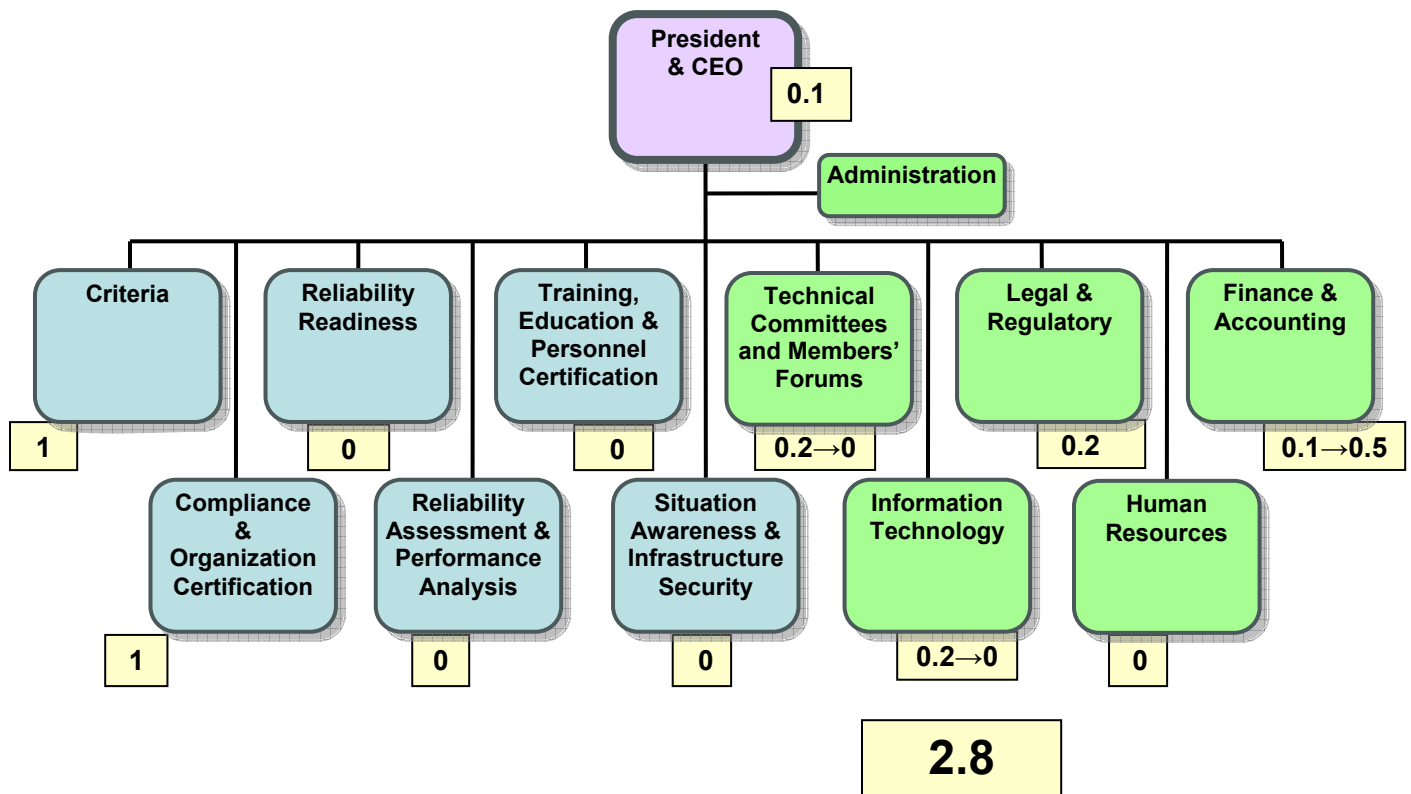 President
& CEO
0.1
Administration
Criteria
1
Reliability
Readiness
0
Training,
Education &
Personnel
Certification
0
Technical
Committees
and Members’
Forums
0.2→0
Legal &
Regulatory
0.2
Finance &
Accounting
0.1→0.5
Compliance
&
Organization
Certification
1
Reliability
Assessment &
Performance
Analysis
0
Situation
Awareness &
Infrastructure
Security
0
Information
Technology
0.2→0
Human
Resources
0
2.8